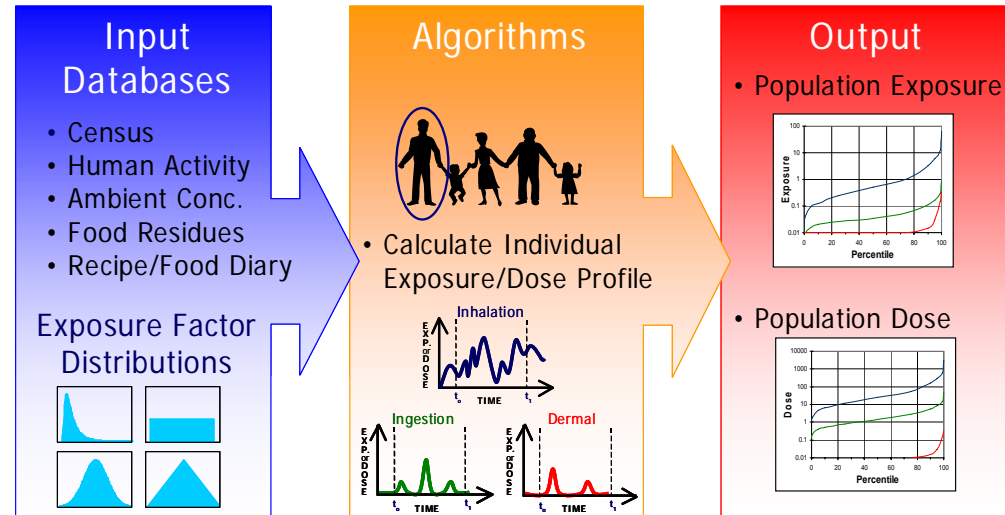 Input
Databases
• Census
• Human Activity
• Ambient Conc.
• Food Residues
• Recipe/Food Diary
Exposure Factor
Distributions
Algorithms
• Calculate Individual
Exposure/Dose Profile
Inhalation
EXP. or DOSE
t₀
TIME
t₁
Ingestion
EXP. or DOSE
t₀
TIME
t₁
Dermal
EXP. or DOSE
t₀
TIME
t₁
Output
• Population Exposure
Exposure
100
10
1
0.1
0.01
0 20 40 60 80 100
Percentile
• Population Dose
Dose
10000
1000
100
10
1
0.1
0.01
0 20 40 60 80 100
Percentile